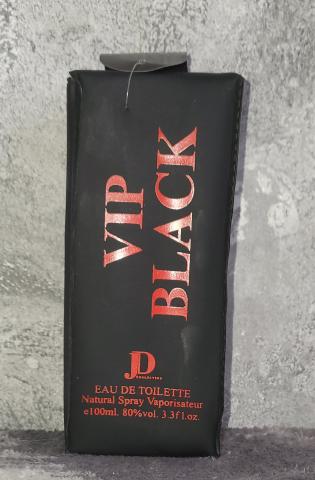 VIP
BLACK
JD
EAU DE TOILETTE
Natural Spray Vaporisateur
e100ml. 80%vol. 3.3fl.oz.